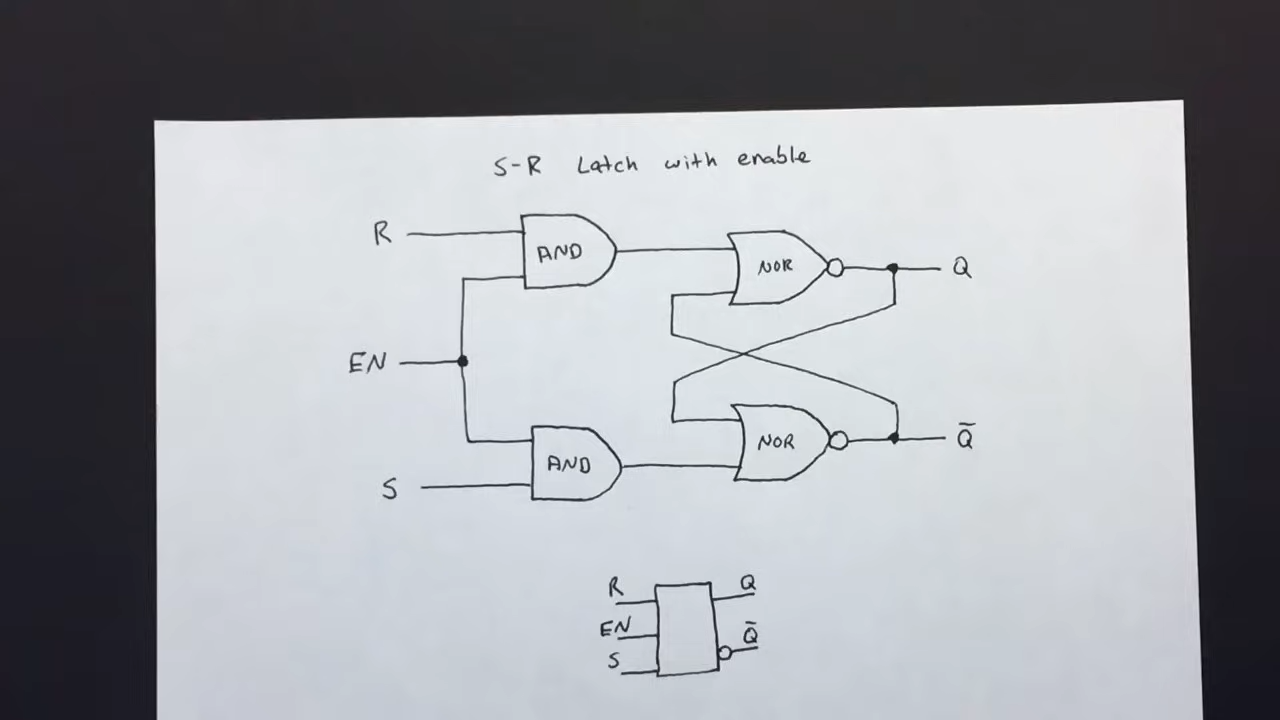 S-R Latch with enable
R
AND
NOR
Q
EN
S
AND
NOR
Q̅
R
Q
EN
Q̅
S